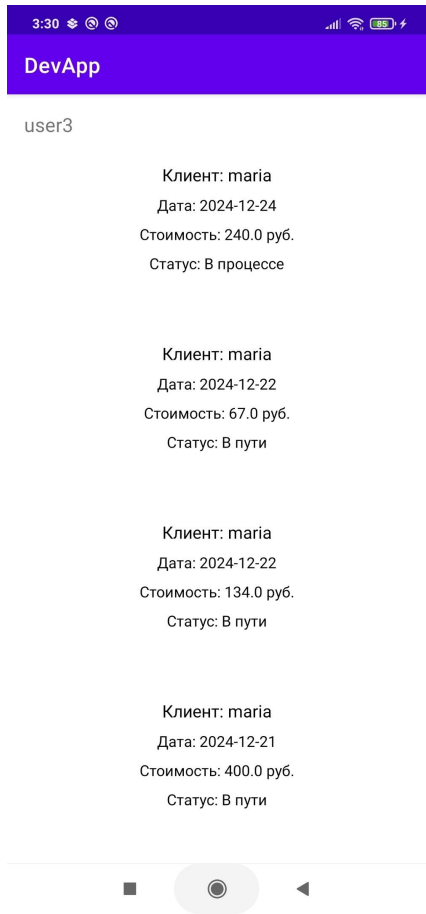 3:30
85
DevApp
user3
Клиент: maria
Дата: 2024-12-24
Стоимость: 240.0 руб.
Статус: В процессе
Клиент: maria
Дата: 2024-12-22
Стоимость: 67.0 руб.
Статус: В пути
Клиент: maria
Дата: 2024-12-22
Стоимость: 134.0 руб.
Статус: В пути
Клиент: maria
Дата: 2024-12-21
Стоимость: 400.0 руб.
Статус: В пути